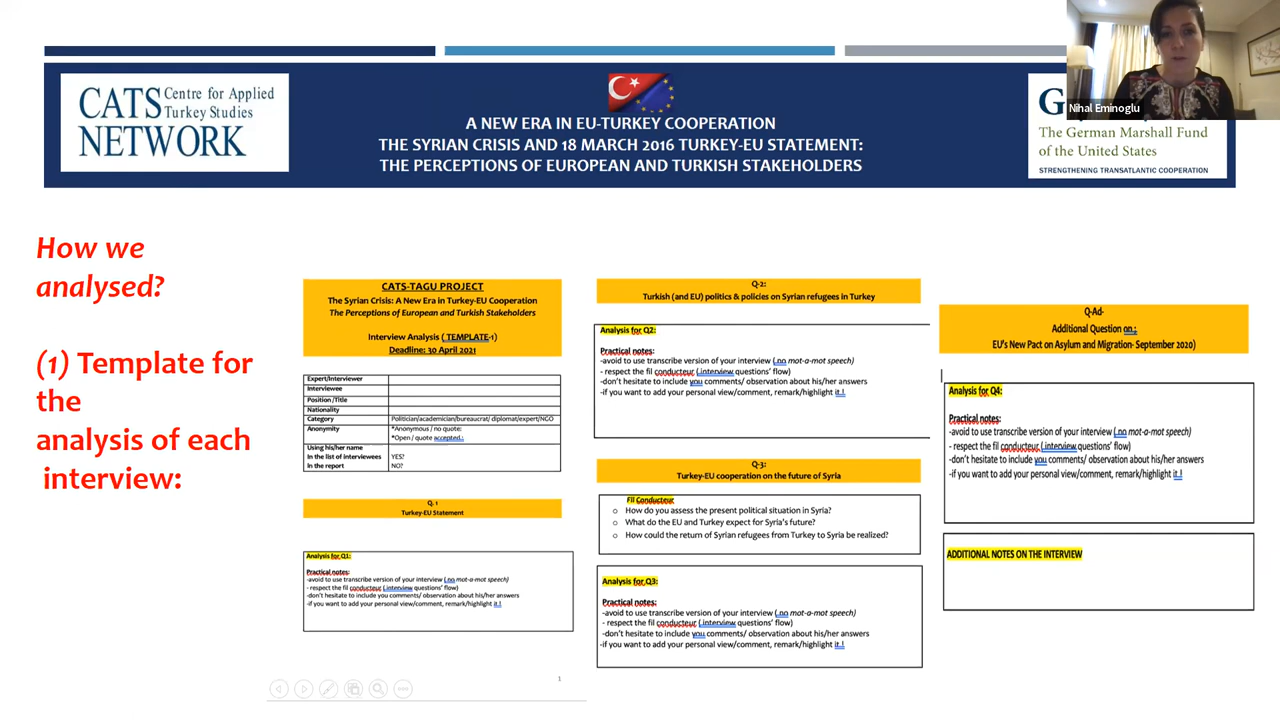 CATS Centre for Applied
Turkey Studies
NETWORK
A NEW ERA IN EU-TURKEY COOPERATION
THE SYRIAN CRISIS AND 18 MARCH 2016 TURKEY-EU STATEMENT:
THE PERCEPTIONS OF EUROPEAN AND TURKISH STAKEHOLDERS
G
The German Marshall Fund
of the United States
STRENGTHENING TRANSATLANTIC COOPERATION
Nihal Eminoglu
How we
analysed?
(1) Template for
the
analysis of each
interview:
CATS-TAGU PROJECT
The Syrian Crisis: A New Era in Turkey-EU Cooperation
The Perceptions of European and Turkish Stakeholders
Interview Analysis ( TEMPLATE-1)
Deadline: 30 April 2021
Expert/Interviewer
Interviewee
Position /Title
Nationality
Category Politician/academician/bureaucrat/ diplomat/expert/NGO
Anonymity *Anonymous / no quote:
*Open / quote accepted.:
Using his/her name
In the list of interviewees YES?
In the report NO?
Q. 1
Turkey-EU Statement
Analysis for Q1:
Practical notes:
-avoid to use transcribe version of your interview (.no mot-a-mot speech)
- respect the fil conducteur (.interview questions' flow)
-don't hesitate to include you comments/ observation about his/her answers
-if you want to add your personal view/comment, remark/highlight it.!
1
Q-2:
Turkish (and EU) politics & policies on Syrian refugees in Turkey
Analysis for Q2:
Practical notes:
-avoid to use transcribe version of your interview (.no mot-a-mot speech)
- respect the fil conducteur (.interview questions' flow)
-don't hesitate to include you comments/ observation about his/her answers
-if you want to add your personal view/comment, remark/highlight it.!
Q-3:
Turkey-EU cooperation on the future of Syria
Fil Conducteur
o How do you assess the present political situation in Syria?
o What do the EU and Turkey expect for Syria's future?
o How could the return of Syrian refugees from Turkey to Syria be realized?
Analysis for Q3:
Practical notes:
-avoid to use transcribe version of your interview (.no mot-a-mot speech)
- respect the fil conducteur (.interview questions' flow)
-don't hesitate to include you comments/ observation about his/her answers
-if you want to add your personal view/comment, remark/highlight it.!
Q-Ad-
Additional Question on.:
EU's New Pact on Asylum and Migration- September 2020)
Analysis for Q4:
Practical notes:
-avoid to use transcribe version of your interview (.no mot-a-mot speech)
- respect the fil conducteur (.interview questions' flow)
-don't hesitate to include you comments/ observation about his/her answers
-if you want to add your personal view/comment, remark/highlight it.!
ADDITIONAL NOTES ON THE INTERVIEW